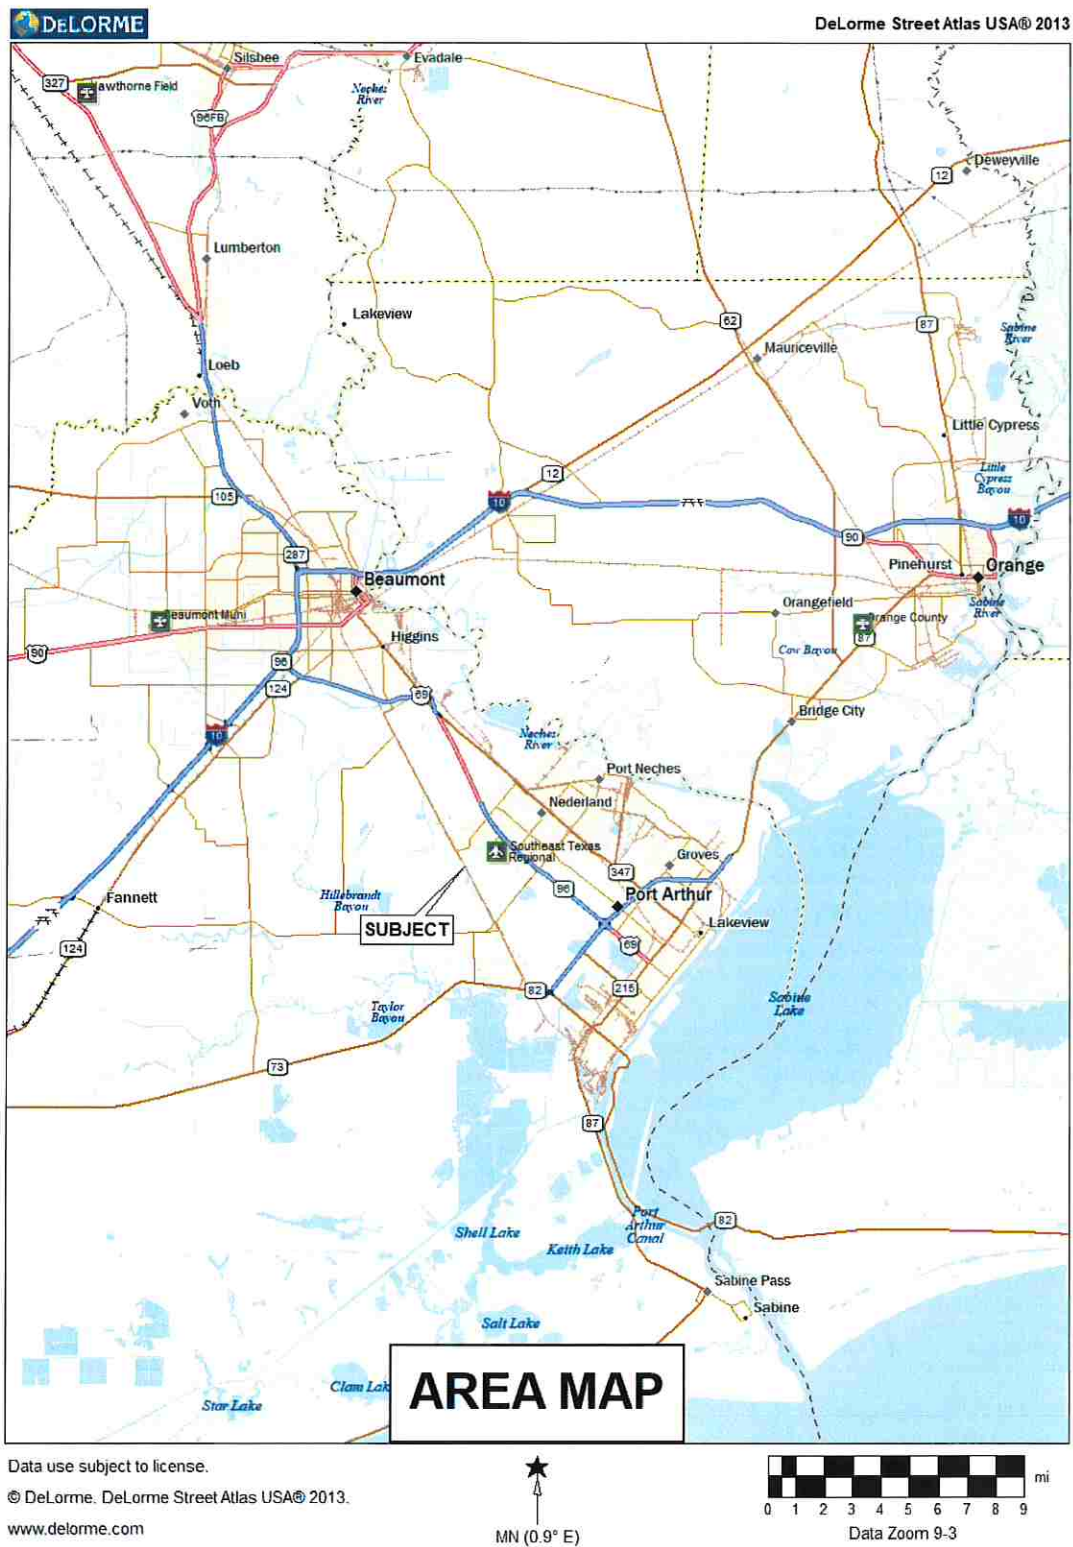 DELORME
DeLorme Street Atlas USA® 2013
Silsbee
Evadale
327
Hawthorne Field
Neches
River
96FB
Deweyville
12
Lumberton
Lakeview
62
87
Sabine
River
Mauriceville
Loeb
Voth
Little Cypress
12
Little
Cypress
Bayou
105
10
10
90
287
Pinehurst
Orange
Beaumont
Orangefield
Sabine
River
Beaumont Muni
Orange County
87
Higgins
90
Cow Bayou
96
124
69
Bridge City
10
Neches
River
Port Neches
Nederland
Southeast Texas
Regional
Groves
347
96
Port Arthur
Fannett
Hillebrandt
Bayou
SUBJECT
Lakeview
69
124
82
215
Sabine
Lake
Taylor
Bayou
73
87
Port
Arthur
Canal
82
Shell Lake
Keith Lake
Sabine Pass
Sabine
Salt Lake
Clam Lak
AREA MAP
Star Lake
Data use subject to license.
© DeLorme. DeLorme Street Atlas USA® 2013.
www.delorme.com
MN (0.9° E)
mi
0 1 2 3 4 5 6 7 8 9
Data Zoom 9-3